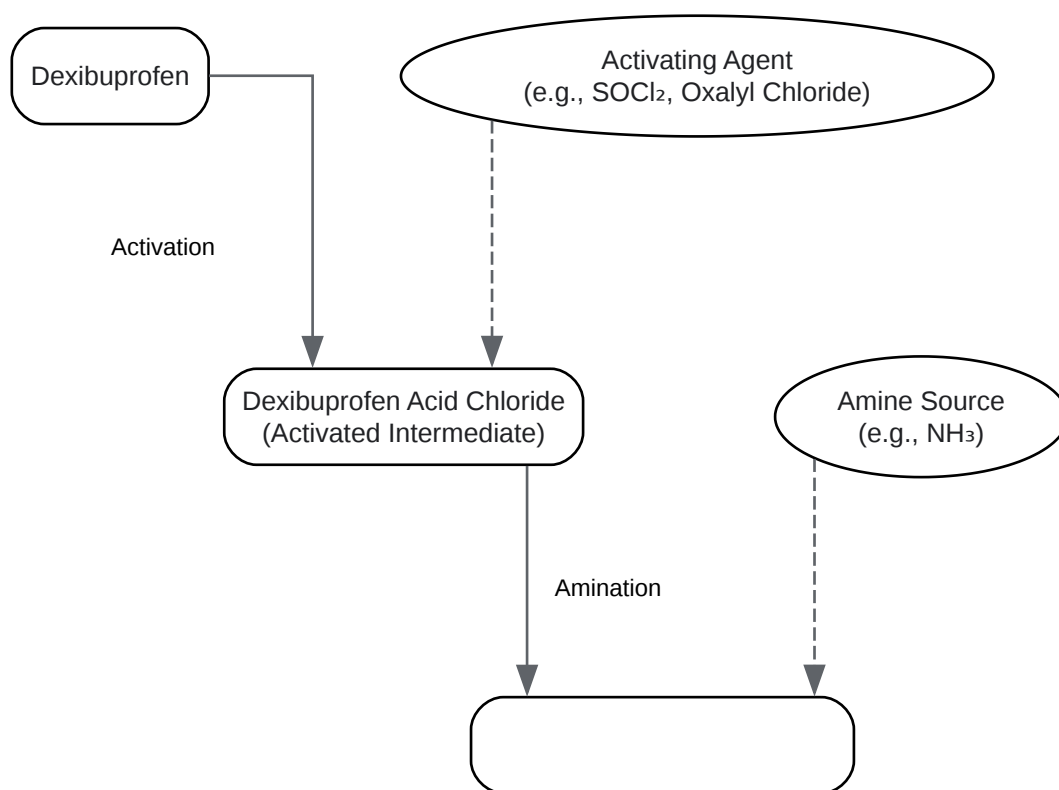 Dexibuprofen
Activating Agent
(e.g., SOCl₂, Oxalyl Chloride)
Activation
Dexibuprofen Acid Chloride
(Activated Intermediate)
Amine Source
(e.g., NH₃)
Amination